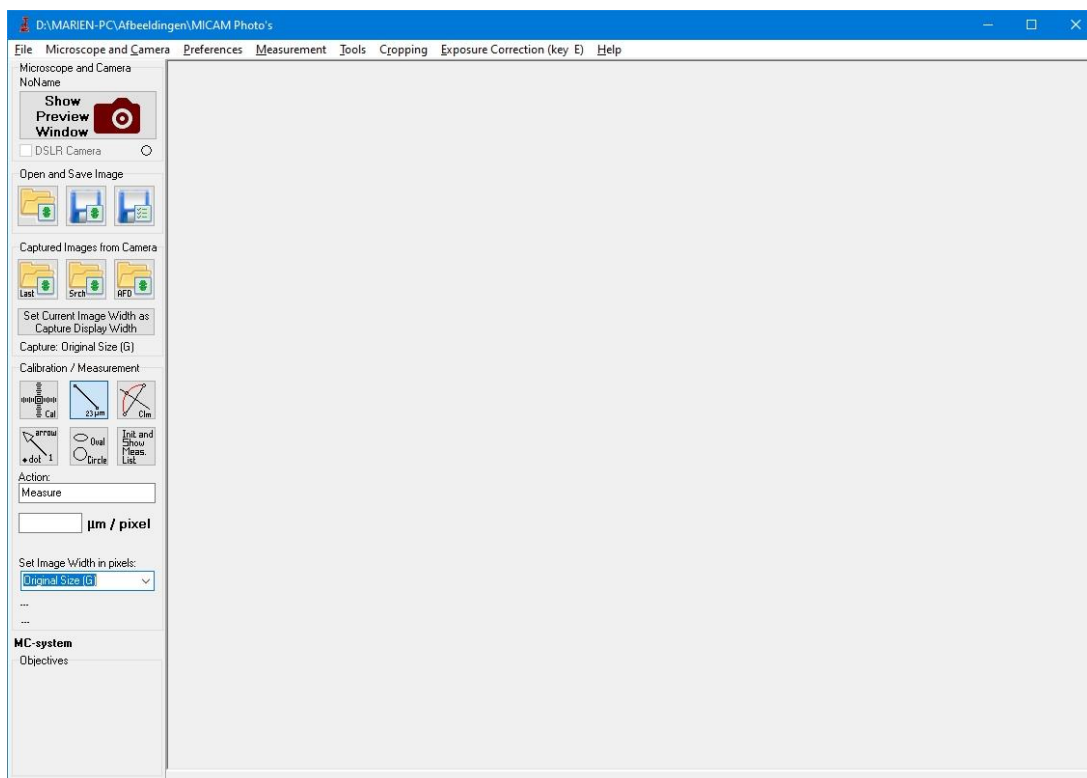 D:\MARIEN-PC\Afbeeldingen\MICAM Photo's
File Microscope and Camera Preferences Measurement Tools Cropping Exposure Correction (key E) Help
Microscope and Camera
NoName
Show
Preview
Window
DSLR Camera
Open and Save Image
Captured Images from Camera
Last Srch AFD
Set Current Image Width as
Capture Display Width
Capture: Original Size (G)
Calibration / Measurement
Cal 23 µm Clm
arrow
dot 1
Oval
Circle
Init and
Show
Meas.
List
Action:
Measure
µm / pixel
Set Image Width in pixels:
Original Size (G)
...
...
MC-system
Objectives